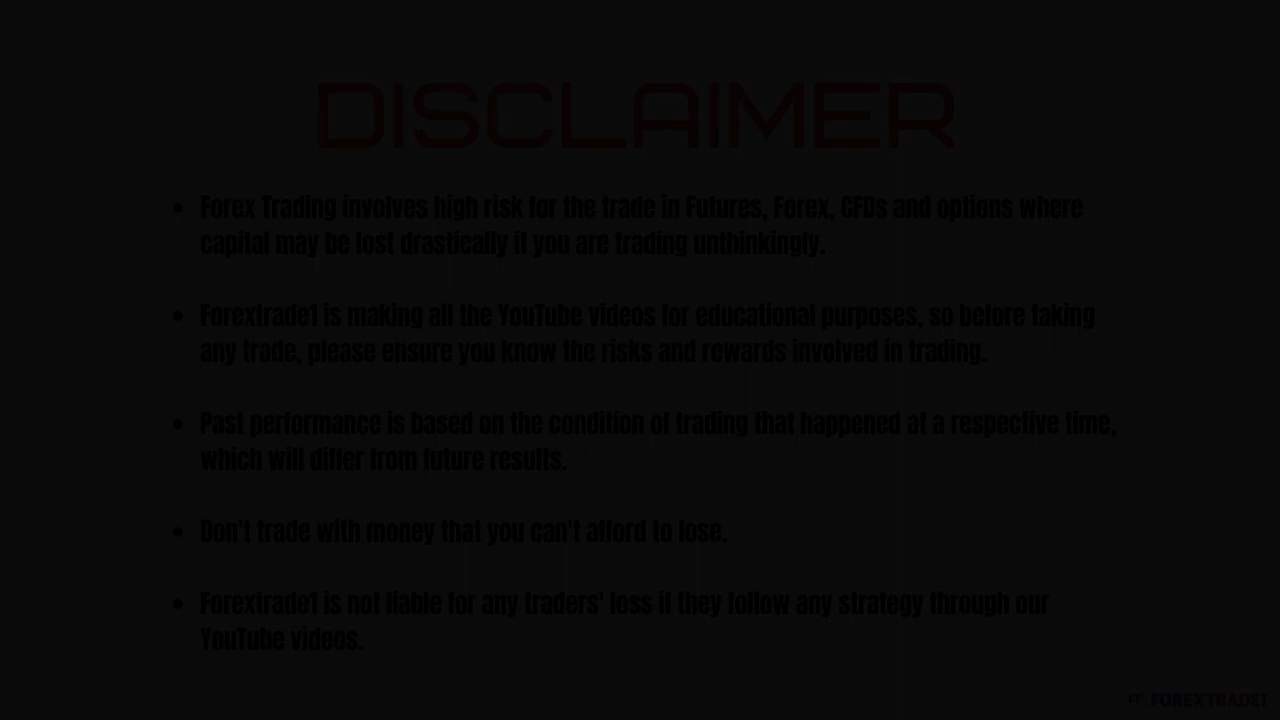 DISCLAIMER
• Forex Trading involves high risk for the trade in Futures, Forex, CFDs and options where
capital may be lost drastically if you are trading unthinkingly.
• Forextrade1 is making all the YouTube videos for educational purposes, so before taking
any trade, please ensure you know the risks and rewards involved in trading.
• Past performance is based on the condition of trading that happened at a respective time,
which will differ from future results.
• Don't trade with money that you can't afford to lose.
• Forextrade1 is not liable for any traders' loss if they follow any strategy through our
YouTube videos.
FOREXTRADE1